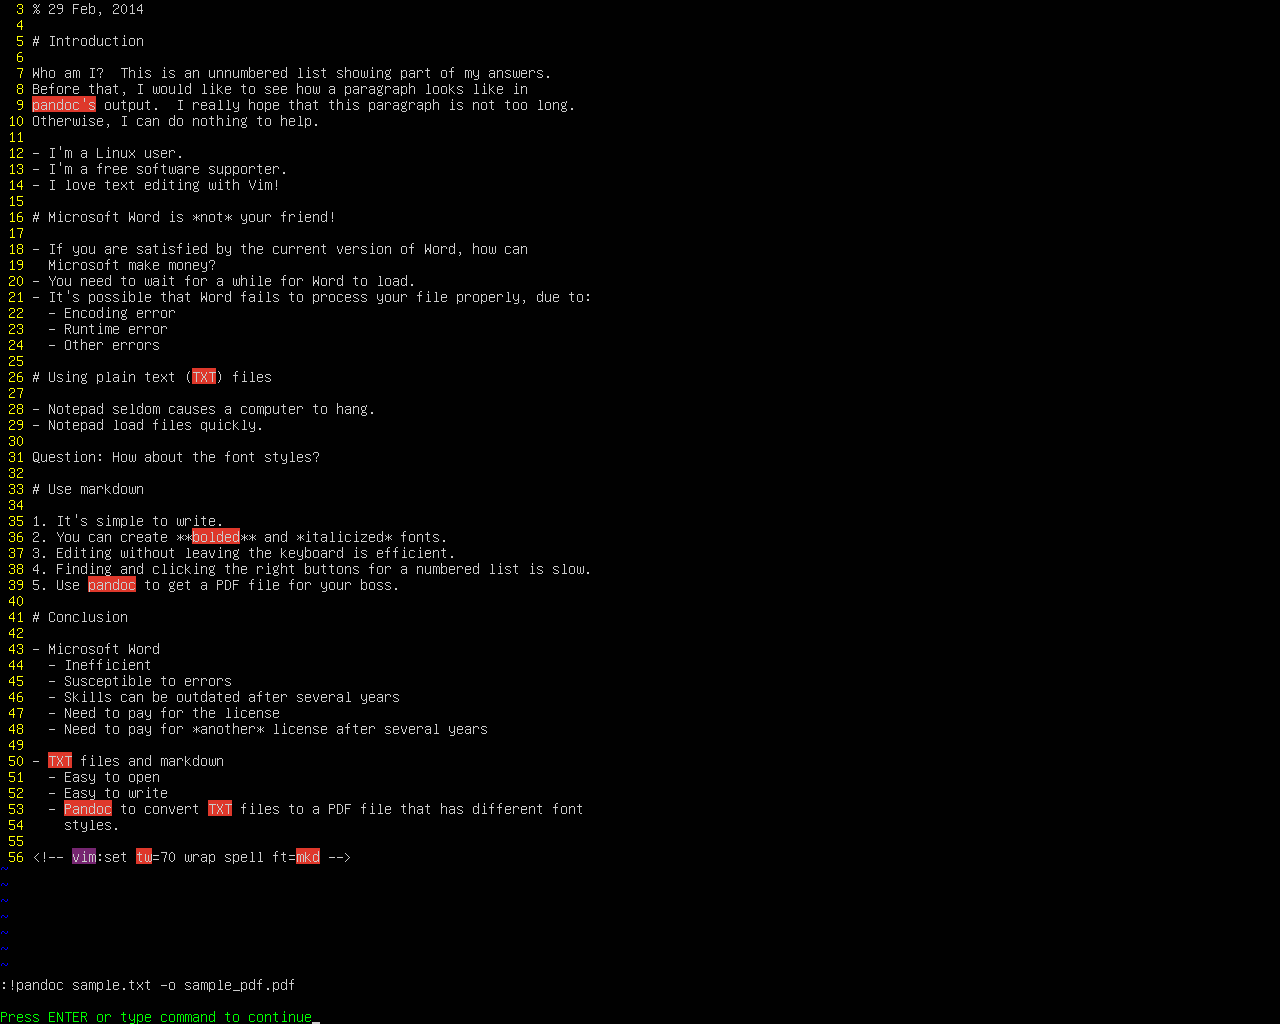 3 % 29 Feb, 2014
4
5 # Introduction
6
7 Who am I?  This is an unnumbered list showing part of my answers.
8 Before that, I would like to see how a paragraph looks like in
9 pandoc's output.  I really hope that this paragraph is not too long.
10 Otherwise, I can do nothing to help.
11
12 - I'm a Linux user.
13 - I'm a free software supporter.
14 - I love text editing with Vim!
15
16 # Microsoft Word is *not* your friend!
17
18 - If you are satisfied by the current version of Word, how can
19   Microsoft make money?
20 - You need to wait for a while for Word to load.
21 - It's possible that Word fails to process your file properly, due to:
22   - Encoding error
23   - Runtime error
24   - Other errors
25
26 # Using plain text (TXT) files
27
28 - Notepad seldom causes a computer to hang.
29 - Notepad load files quickly.
30
31 Question: How about the font styles?
32
33 # Use markdown
34
35 1. It's simple to write.
36 2. You can create **bolded** and *italicized* fonts.
37 3. Editing without leaving the keyboard is efficient.
38 4. Finding and clicking the right buttons for a numbered list is slow.
39 5. Use pandoc to get a PDF file for your boss.
40
41 # Conclusion
42
43 - Microsoft Word
44   - Inefficient
45   - Susceptible to errors
46   - Skills can be outdated after several years
47   - Need to pay for the license
48   - Need to pay for *another* license after several years
49
50 - TXT files and markdown
51   - Easy to open
52   - Easy to write
53   - Pandoc to convert TXT files to a PDF file that has different font
54     styles.
55
56 <!-- vim:set tw=70 wrap spell ft=mkd -->
~
~
~
~
~
~
~
:!pandoc sample.txt -o sample_pdf.pdf
Press ENTER or type command to continue